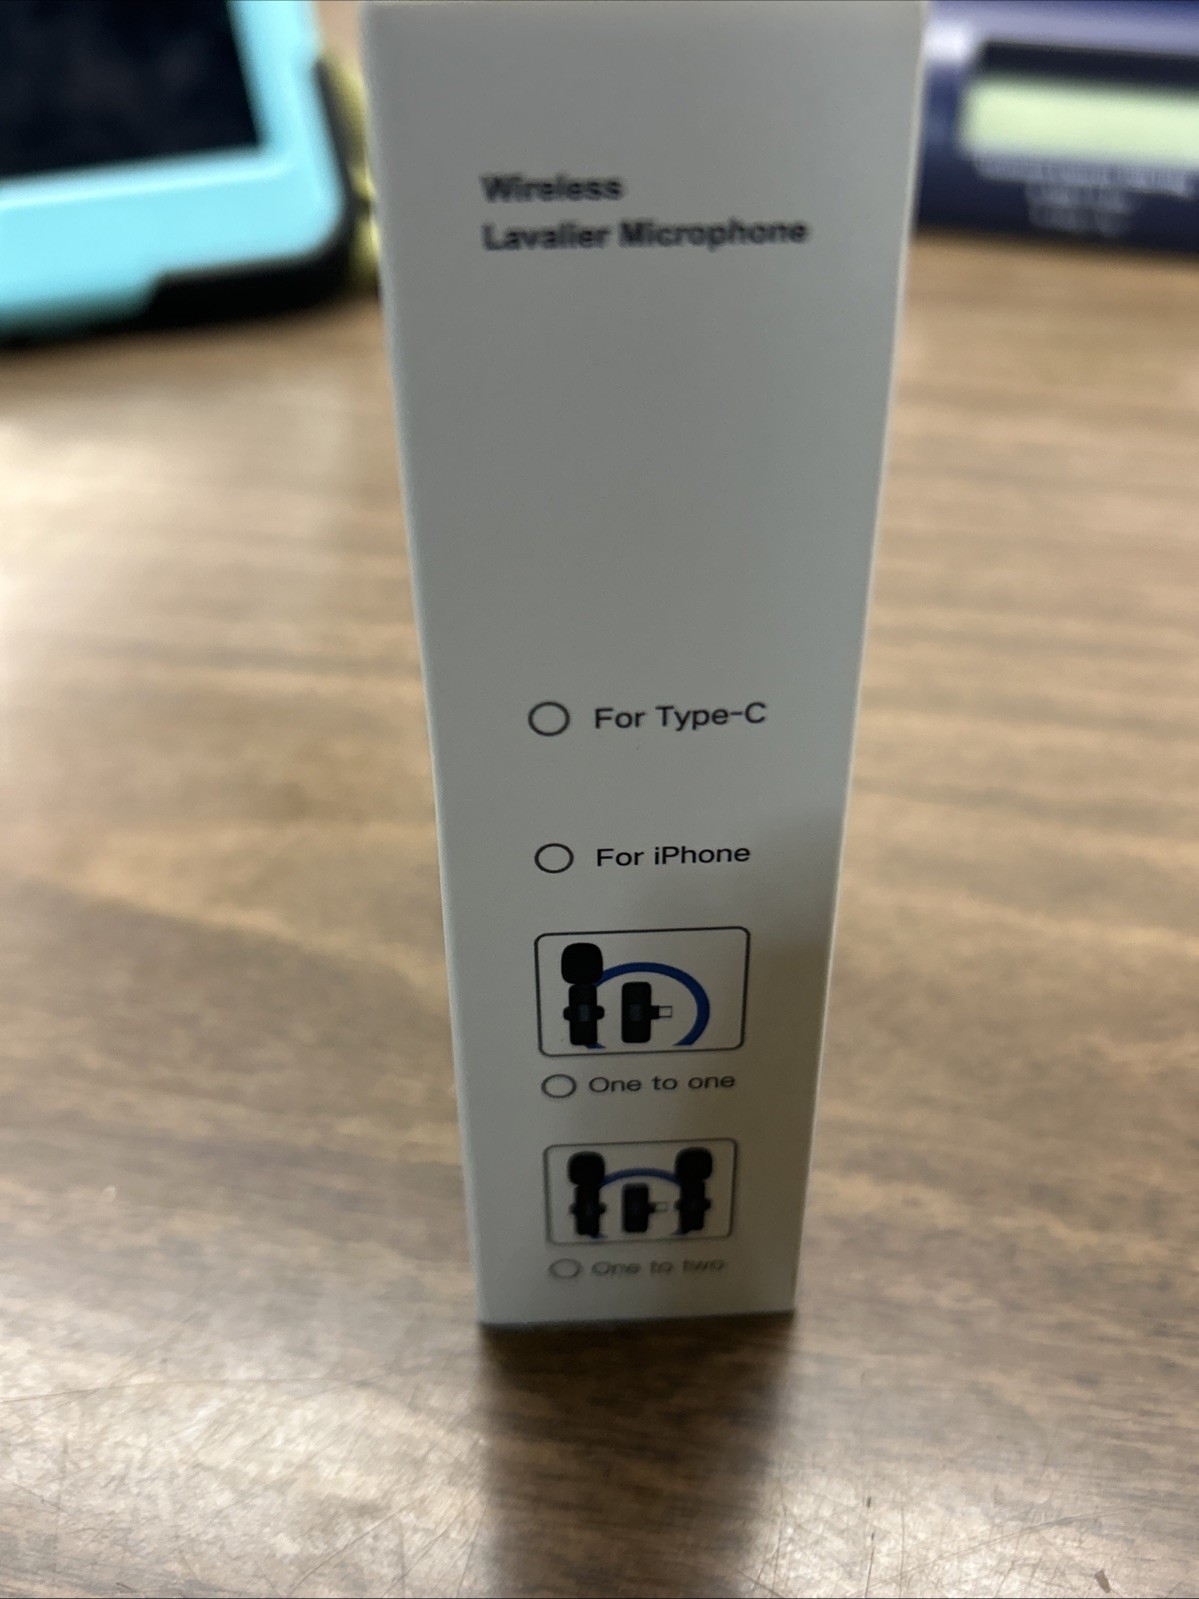 Wireless
Lavalier Microphone
For Type-C
For iPhone
One to one
One to two